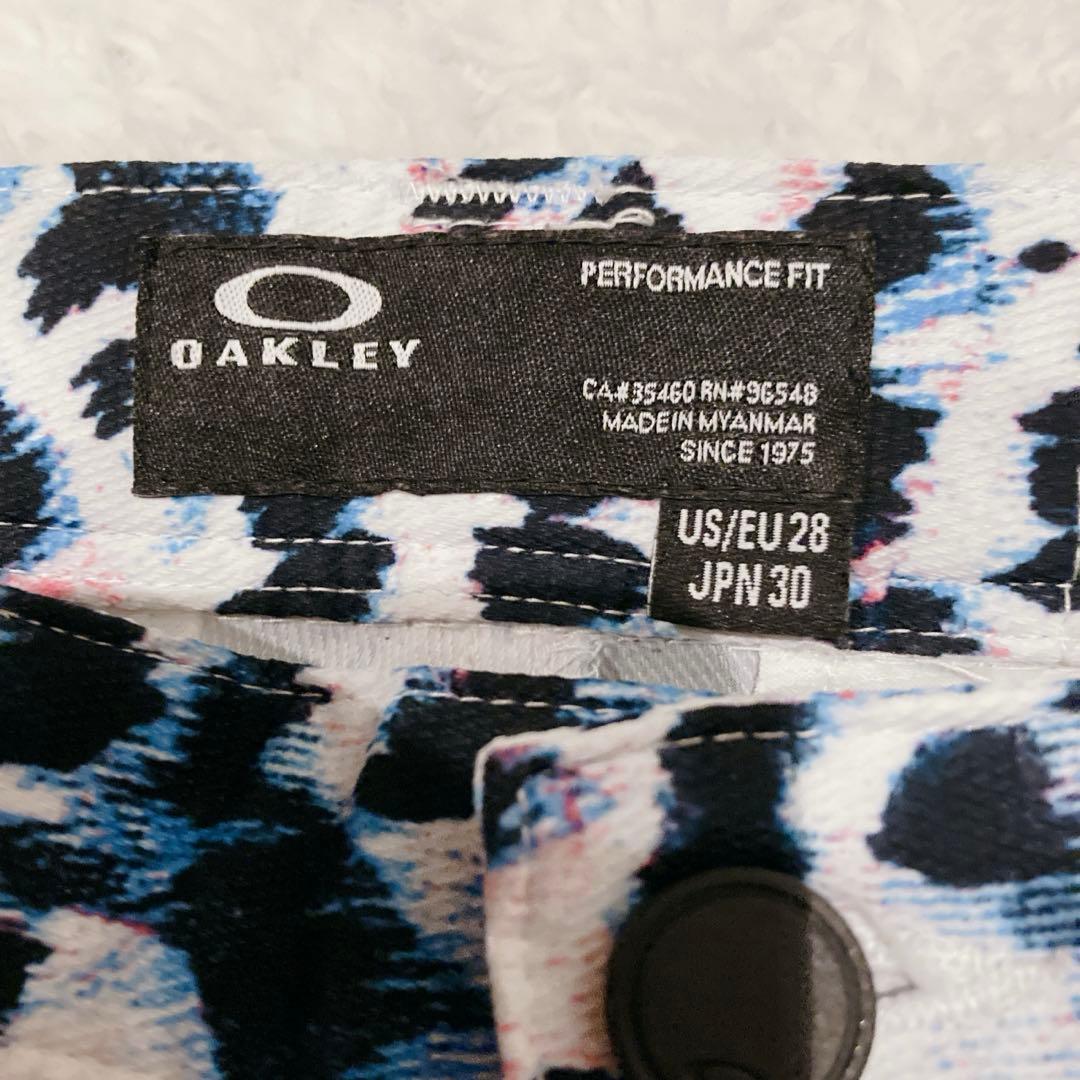 OAKLEY
PERFORMANCE FIT
CA#35460 RN#96548
MADE IN MYANMAR
SINCE 1975
US/EU 28
JPN 30